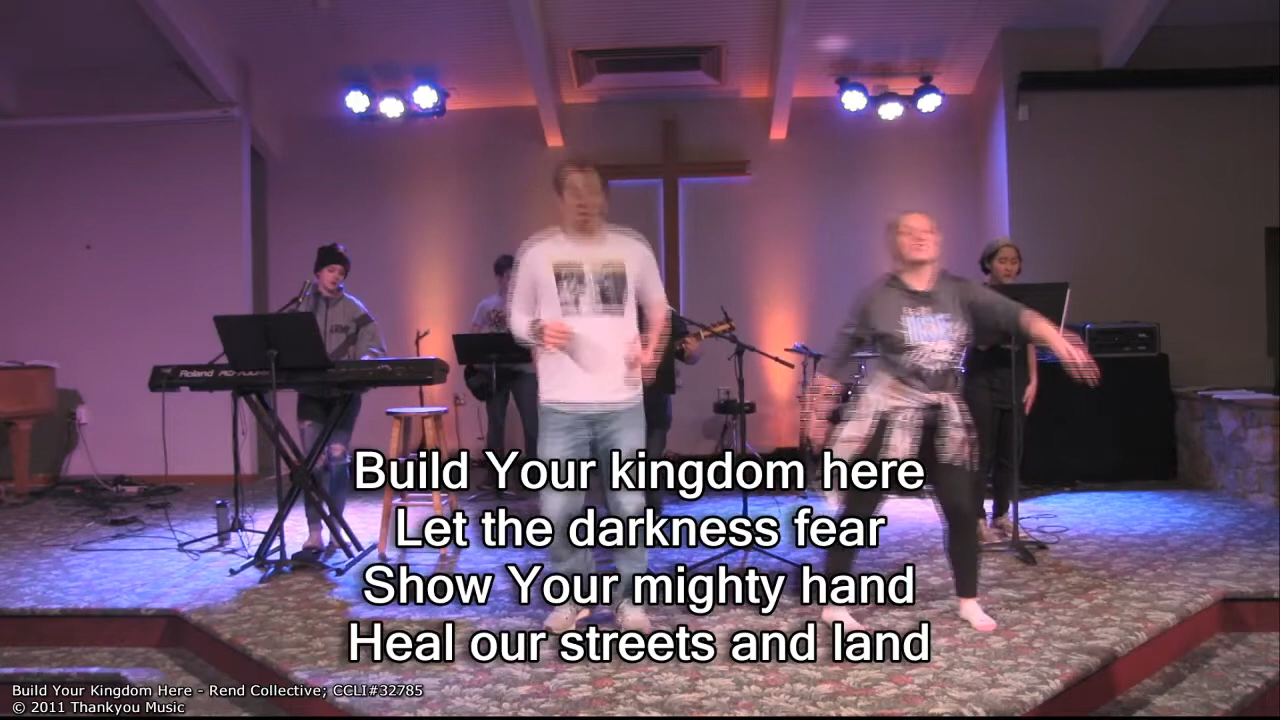 Roland
Build Your kingdom here
Let the darkness fear
Show Your mighty hand
Heal our streets and land
Build Your Kingdom Here - Rend Collective; CCLI#32785
© 2011 Thankyou Music